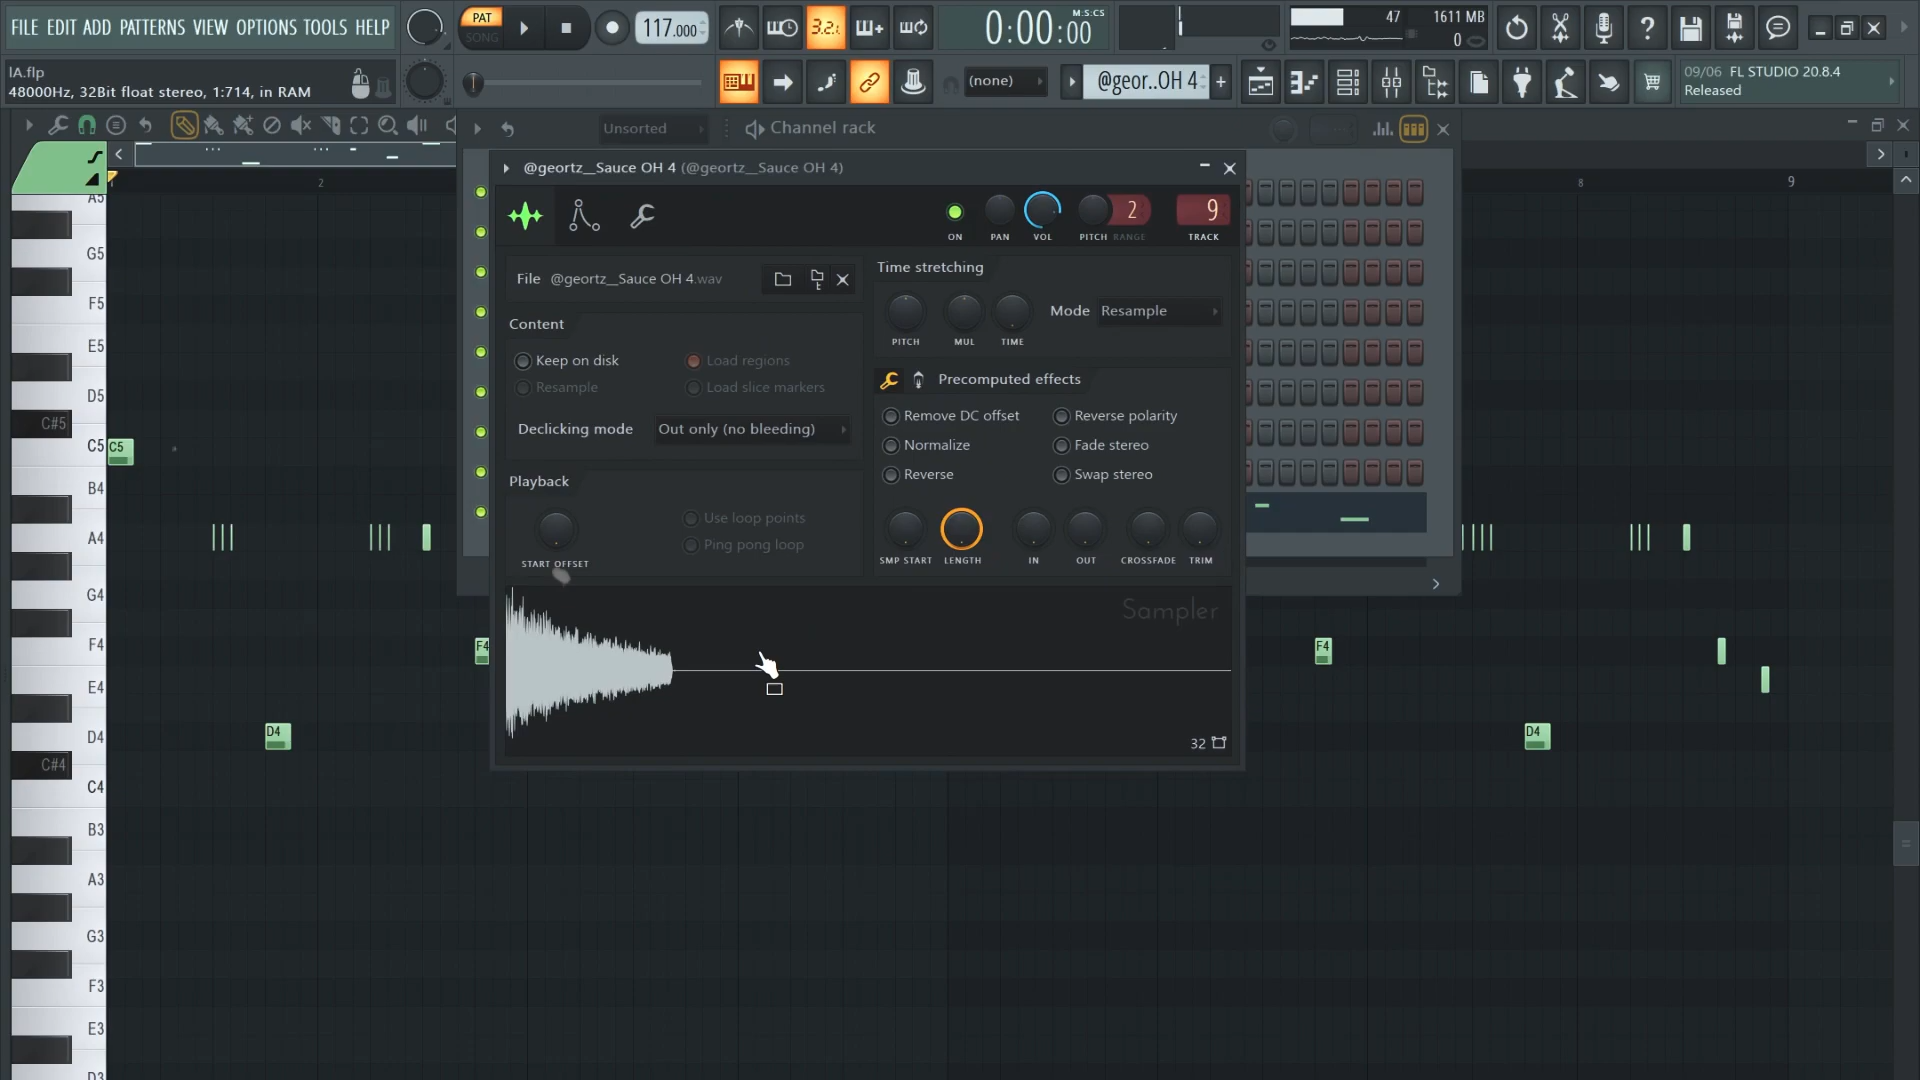 FILE EDIT ADD PATTERNS VIEW OPTIONS TOOLS HELP
PAT
SONG
117.000
3.2.
0:00:00
M:S:CS
47
1611 MB
0
IA.flp
48000Hz, 32Bit float stereo, 1:714, in RAM
(none)
@geor..OH 4
+
09/06 FL STUDIO 20.8.4
Released
Unsorted
Channel rack
2
8
9
@geortz__Sauce OH 4 (@geortz__Sauce OH 4)
ON
PAN
VOL
PITCH
2
RANGE
9
TRACK
File @geortz__Sauce OH 4.wav
Content
Keep on disk
Load regions
Resample
Load slice markers
Declicking mode
Out only (no bleeding)
Playback
START OFFSET
Use loop points
Ping pong loop
Time stretching
PITCH
MUL
TIME
Mode
Resample
Precomputed effects
Remove DC offset
Reverse polarity
Normalize
Fade stereo
Reverse
Swap stereo
SMP START
LENGTH
IN
OUT
CROSSFADE
TRIM
Sampler
32
A5
G5
F5
E5
D5
C#5
C5
B4
A4
G4
F4
E4
D4
C#4
C4
B3
A3
G3
F3
E3
D3
C5
D4
F4
F4
D4